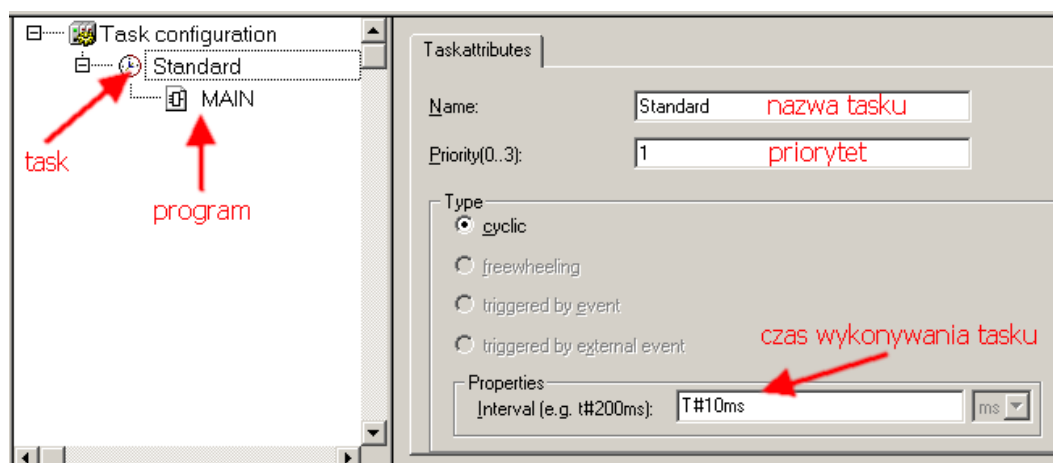 Task configuration
Standard
MAIN
task
program
Taskattributes
Name: Standard nazwa tasku
Priority(0..3): 1 priorytet
Type
cyclic
freewheeling
triggered by event
triggered by external event
czas wykonywania tasku
Properties
Interval (e.g. t#200ms): T#10ms ms